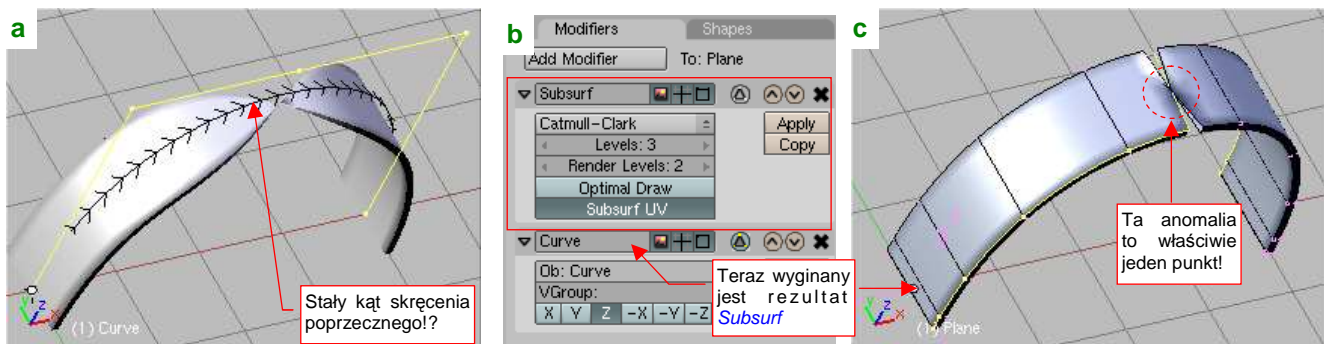 a
Stały kąt skręcenia
poprzecznego!?
z
y
x
(1) Curve
b
Modifiers
Shapes
Add Modifier
To: Plane
Subsurf
Catmull-Clark
Apply
Levels: 3
Copy
Render Levels: 2
Optimal Draw
Subsurf UV
Curve
Ob: Curve
VGroup:
X Y Z -X -Y -Z
Teraz wyginany
jest rezultat
Subsurf
c
Ta anomalia
to właściwie
jeden punkt!
z
y
x
(1) Plane